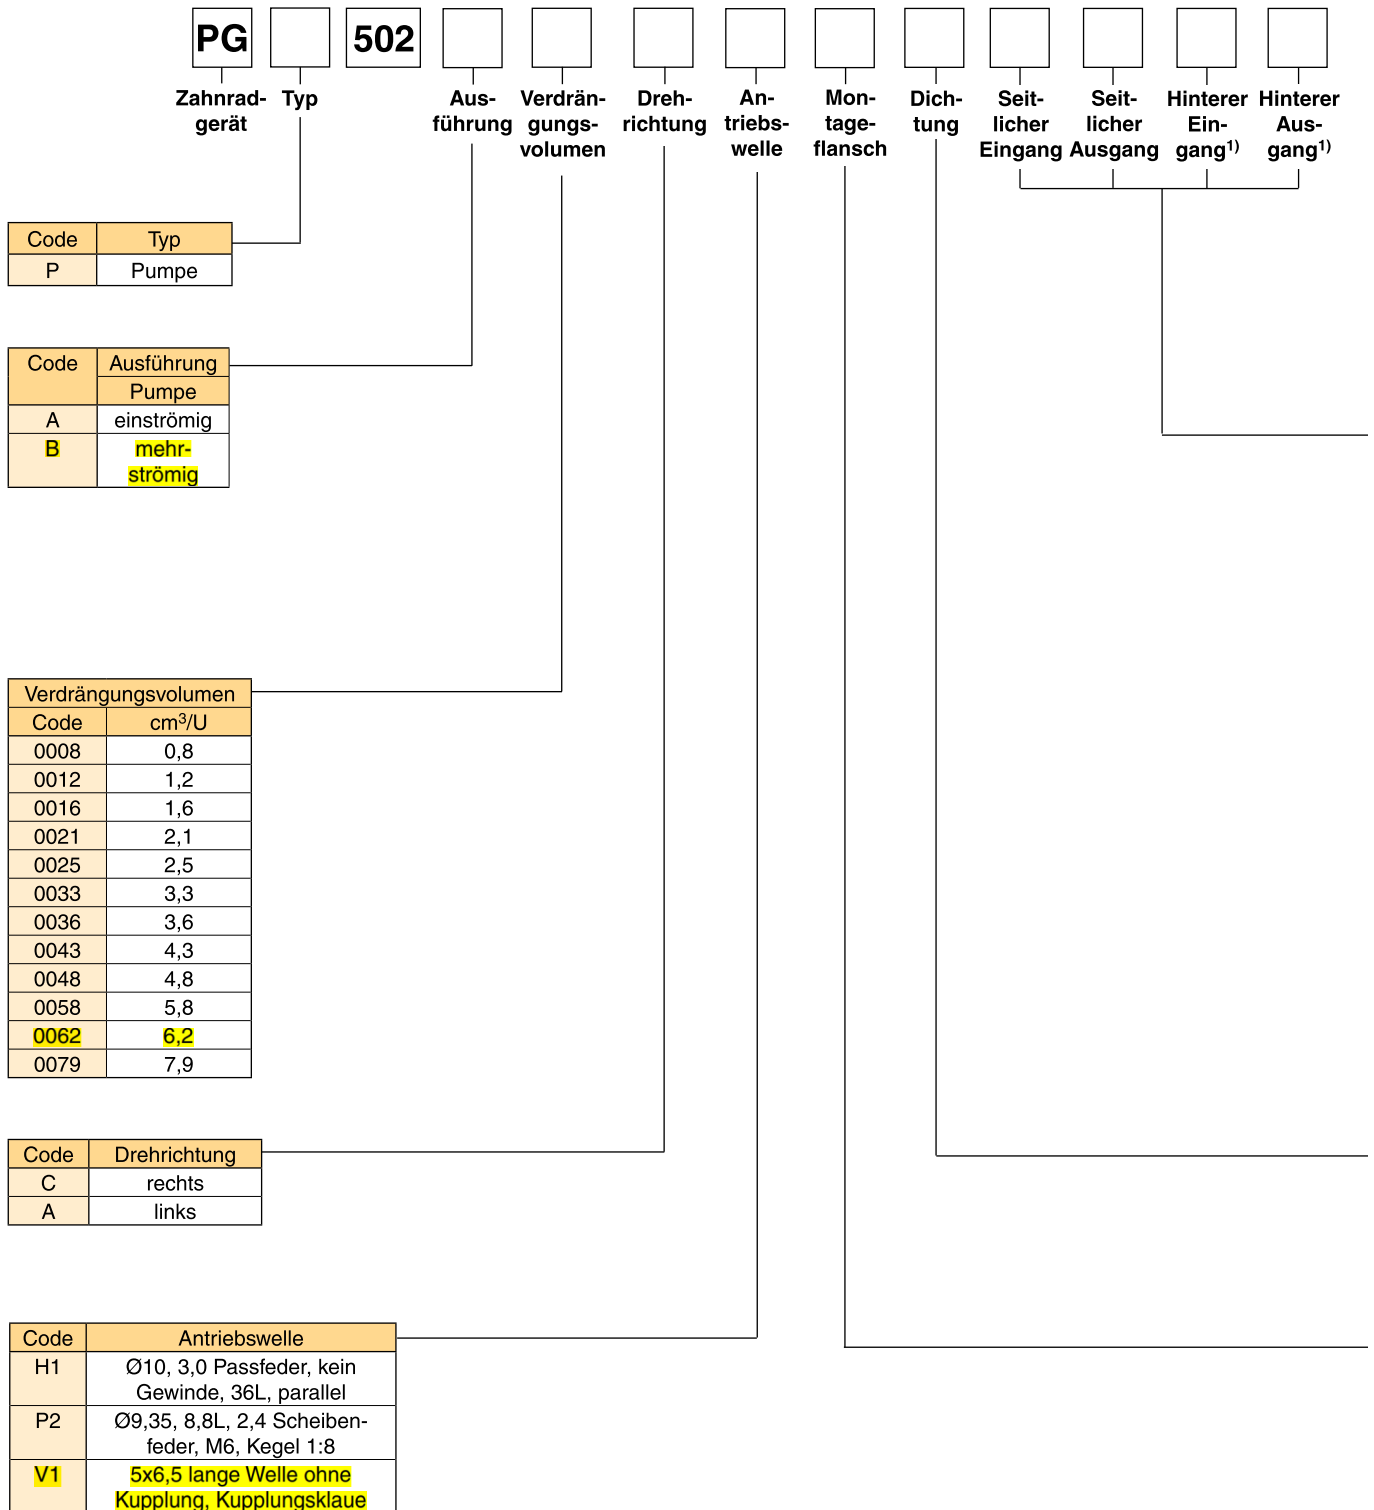 PG 502
Zahnrad- Typ Aus- Verdrän- Dreh- An- Mon- Dich- Seit- Seit- Hinterer Hinterer
gerät führung gungs- richtung triebs- tage- tung licher licher Ein- Aus-
volumen welle flansch Eingang Ausgang gang1) gang1)
Code Typ
P Pumpe
Code Ausführung
Pumpe
A einströmig
B mehr-
strömig
Verdrängungsvolumen
Code cm³/U
0008 0,8
0012 1,2
0016 1,6
0021 2,1
0025 2,5
0033 3,3
0036 3,6
0043 4,3
0048 4,8
0058 5,8
0062 6,2
0079 7,9
Code Drehrichtung
C rechts
A links
Code Antriebswelle
H1 Ø10, 3,0 Passfeder, kein
Gewinde, 36L, parallel
P2 Ø9,35, 8,8L, 2,4 Scheiben-
feder, M6, Kegel 1:8
V1 5x6,5 lange Welle ohne
Kupplung, Kupplungsklaue